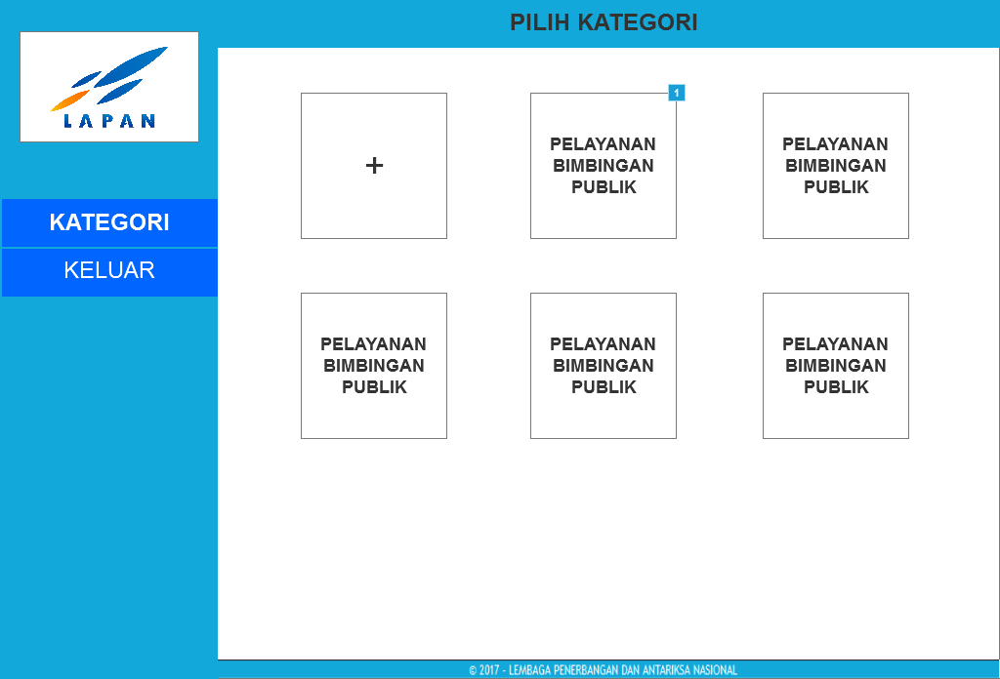 PILIH KATEGORI
LAPAN
KATEGORI
KELUAR
+
1
PELAYANAN
BIMBINGAN
PUBLIK
PELAYANAN
BIMBINGAN
PUBLIK
PELAYANAN
BIMBINGAN
PUBLIK
PELAYANAN
BIMBINGAN
PUBLIK
PELAYANAN
BIMBINGAN
PUBLIK
© 2017 - LEMBAGA PENERBANGAN DAN ANTARIKSA NASIONAL